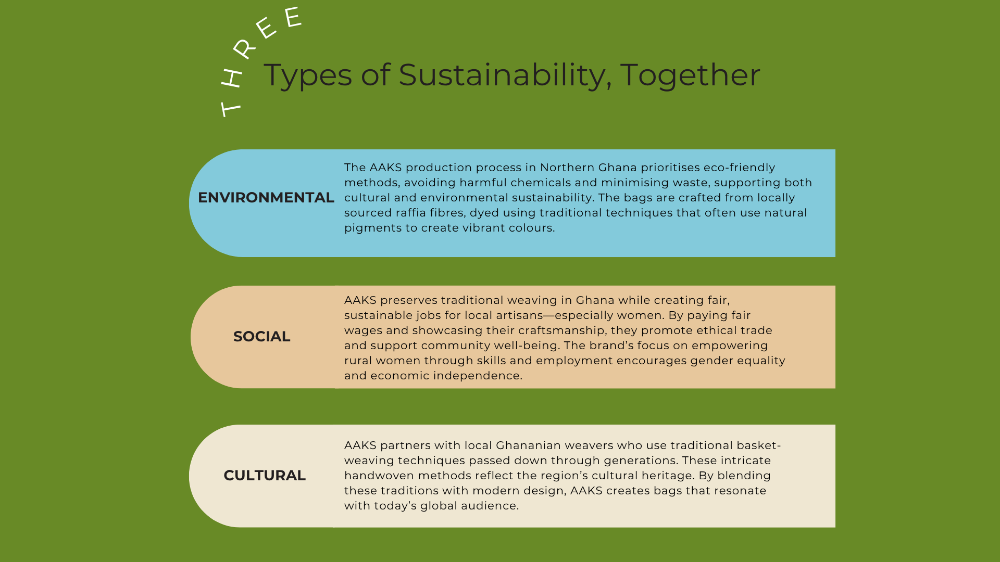 THREE
Types of Sustainability, Together
ENVIRONMENTAL
The AAKS production process in Northern Ghana prioritises eco-friendly
methods, avoiding harmful chemicals and minimising waste, supporting both
cultural and environmental sustainability. The bags are crafted from locally
sourced raffia fibres, dyed using traditional techniques that often use natural
pigments to create vibrant colours.
SOCIAL
AAKS preserves traditional weaving in Ghana while creating fair,
sustainable jobs for local artisans—especially women. By paying fair
wages and showcasing their craftsmanship, they promote ethical trade
and support community well-being. The brand’s focus on empowering
rural women through skills and employment encourages gender equality
and economic independence.
CULTURAL
AAKS partners with local Ghananian weavers who use traditional basket-
weaving techniques passed down through generations. These intricate
handwoven methods reflect the region’s cultural heritage. By blending
these traditions with modern design, AAKS creates bags that resonate
with today’s global audience.